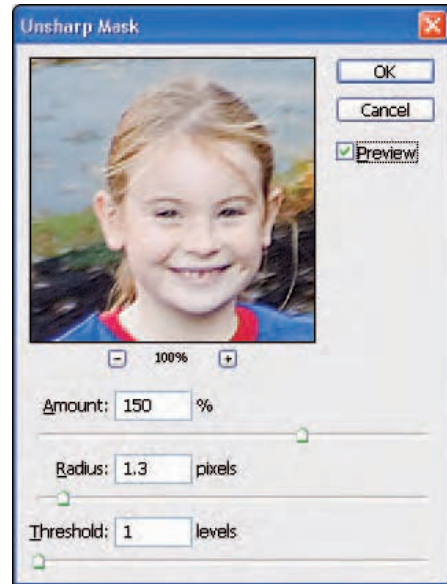 Unsharp Mask
OK
Cancel
Preview
100%
Amount: 150 %
Radius: 1.3 pixels
Threshold: 1 levels